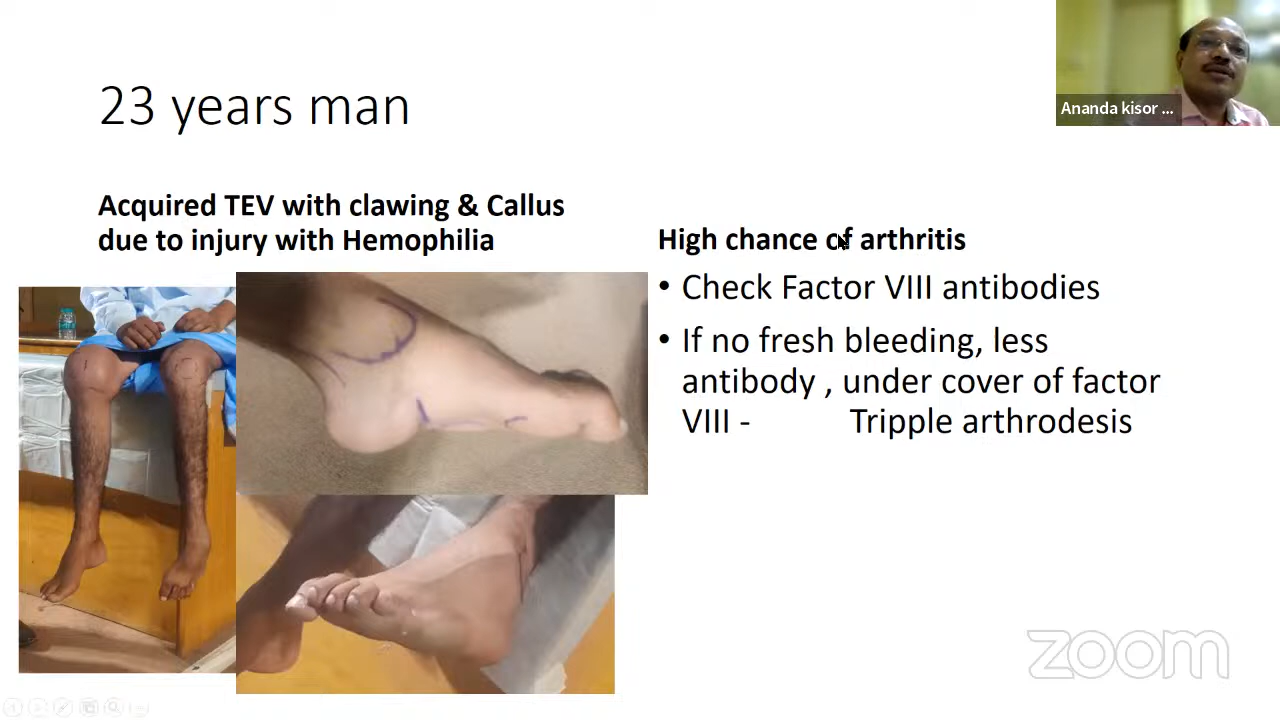 23 years man
Ananda kisor ...
Acquired TEV with clawing & Callus
due to injury with Hemophilia
High chance of arthritis
• Check Factor VIII antibodies
• If no fresh bleeding, less
antibody , under cover of factor
VIII - Tripple arthrodesis
zoom